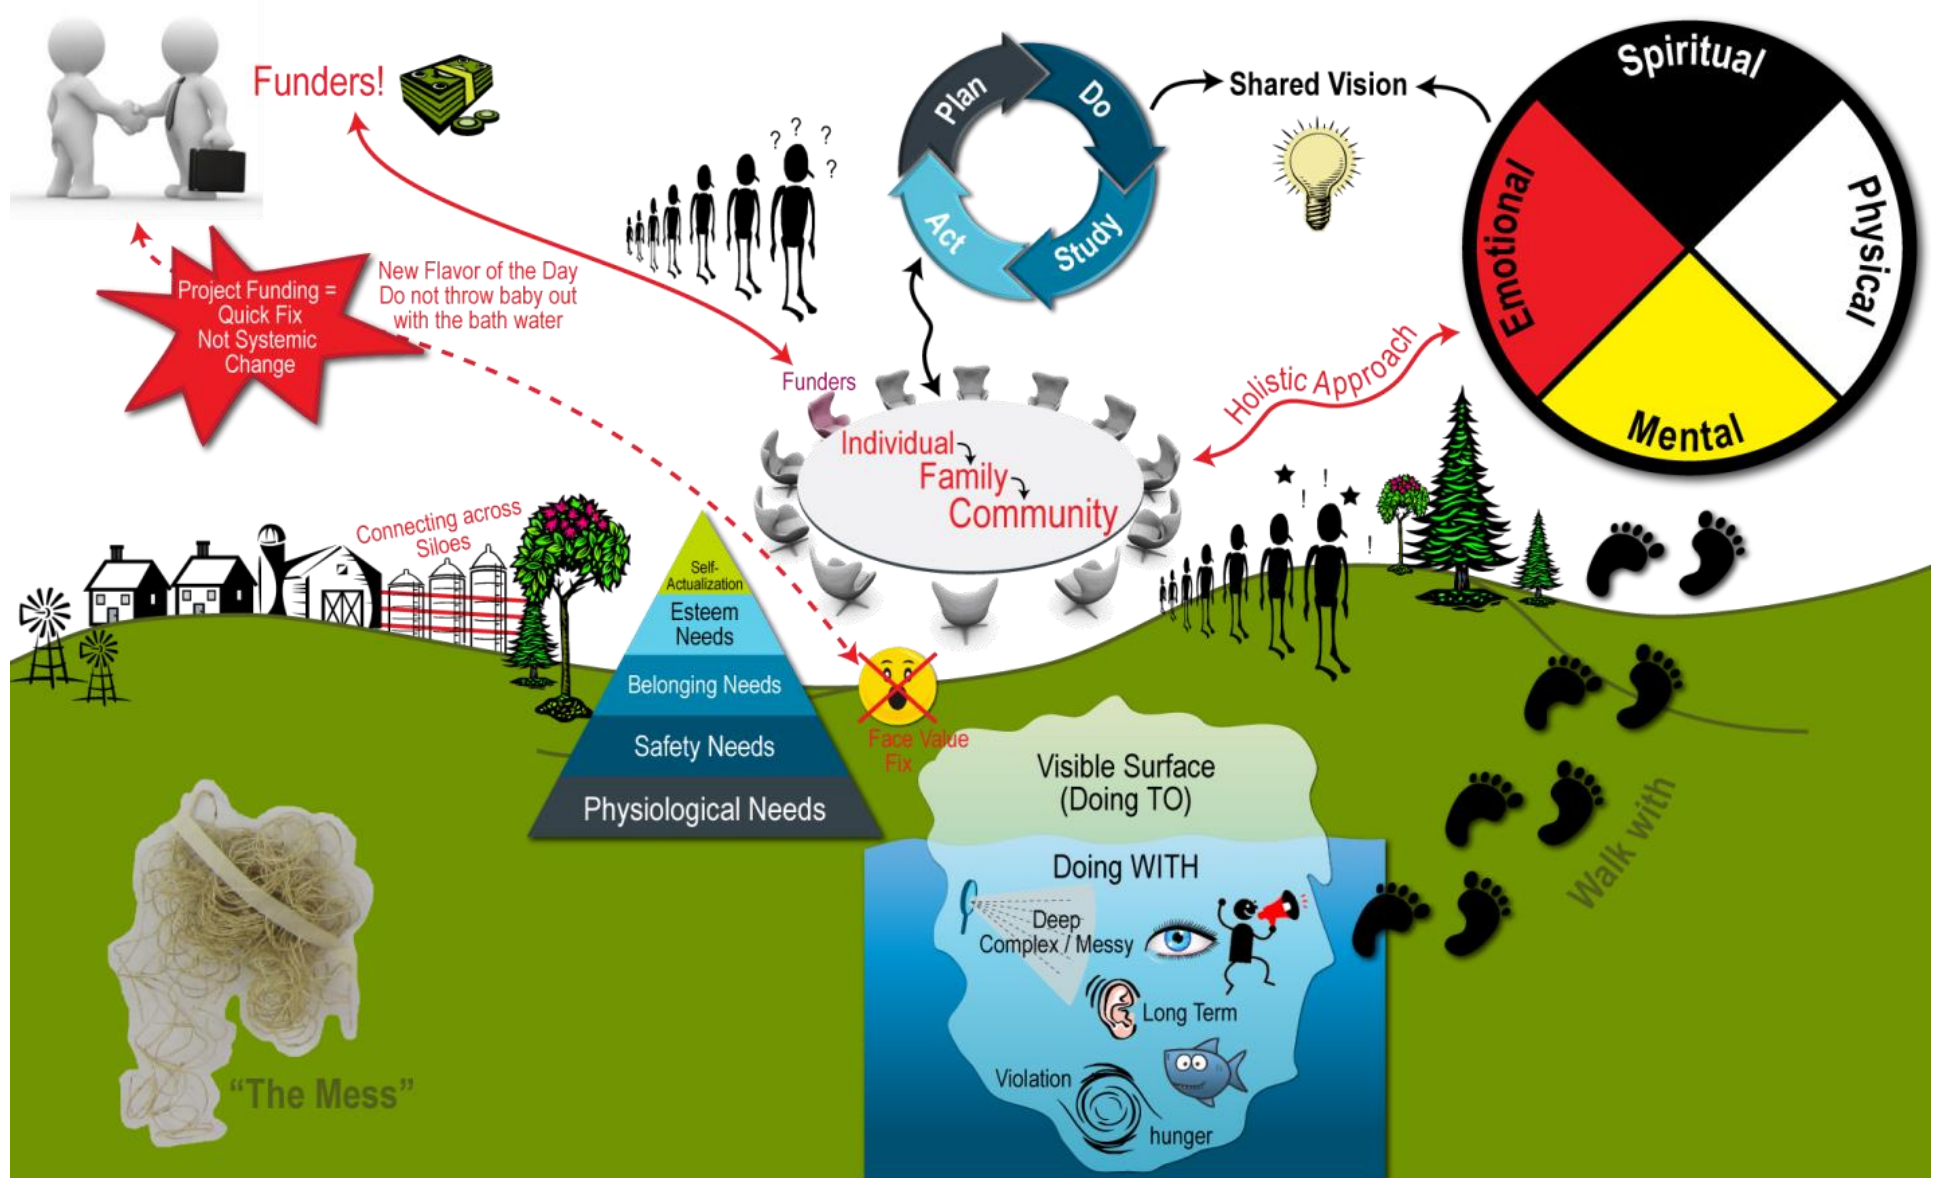 Funders!
Plan
Do
Study
Act
Shared Vision
Spiritual
Physical
Mental
Emotional
? ? ?
?
Project Funding =
Quick Fix
Not Systemic
Change
New Flavor of the Day
Do not throw baby out
with the bath water
Funders
Individual
Family
Community
Holistic Approach
! !
!
Connecting across
Siloes
Self-
Actualization
Esteem
Needs
Belonging Needs
Safety Needs
Physiological Needs
Face Value
Fix
Visible Surface
(Doing TO)
Doing WITH
Deep
Complex / Messy
Long Term
Violation
hunger
Walk with
“The Mess”